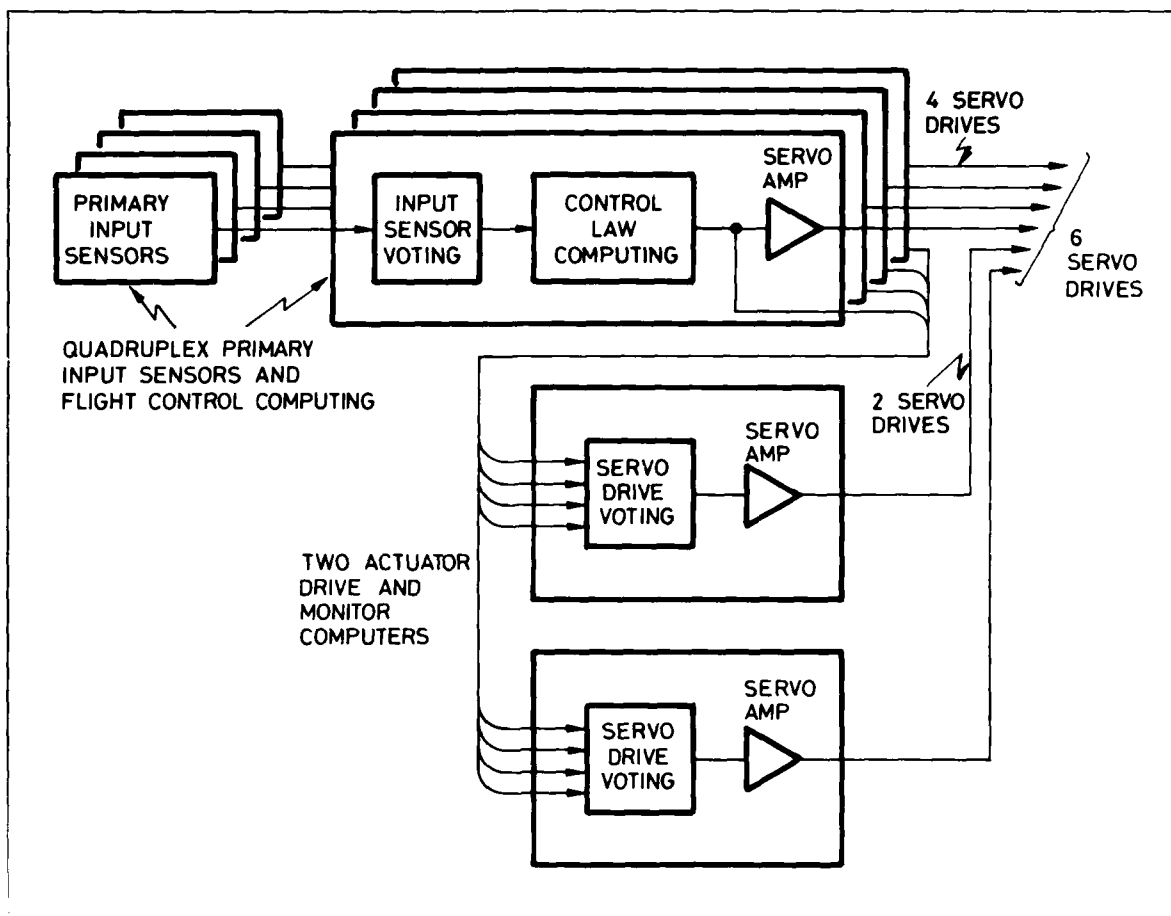 4 SERVO
DRIVES
SERVO
AMP
PRIMARY
INPUT
SENSORS
INPUT
SENSOR
VOTING
CONTROL
LAW
COMPUTING
6
SERVO
DRIVES
QUADRUPLEX PRIMARY
INPUT SENSORS AND
FLIGHT CONTROL COMPUTING
2 SERVO
DRIVES
SERVO
AMP
SERVO
DRIVE
VOTING
TWO ACTUATOR
DRIVE AND
MONITOR
COMPUTERS
SERVO
AMP
SERVO
DRIVE
VOTING